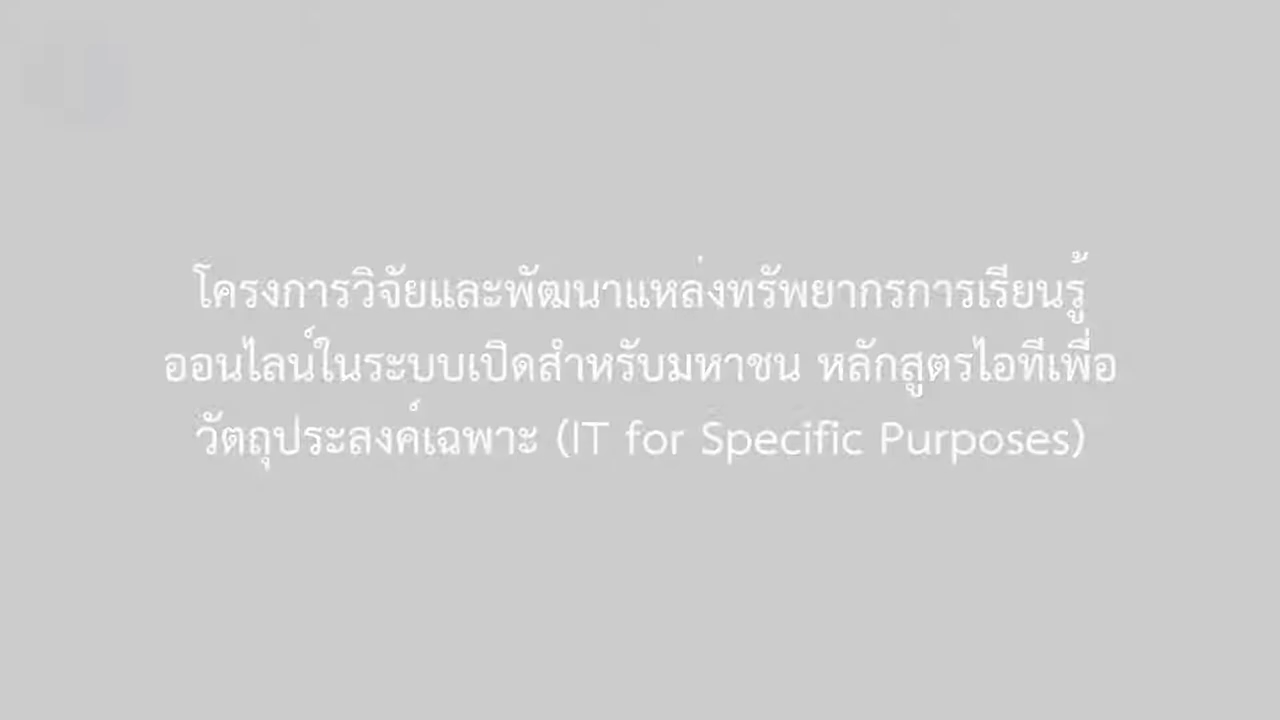 โครงการวิจัยและพัฒนาแหล่งทรัพยากรการเรียนรู้
ออนไลน์ในระบบเปิดสำหรับมหาชน หลักสูตรไอทีเพื่อ
วัตถุประสงค์เฉพาะ (IT for Specific Purposes)